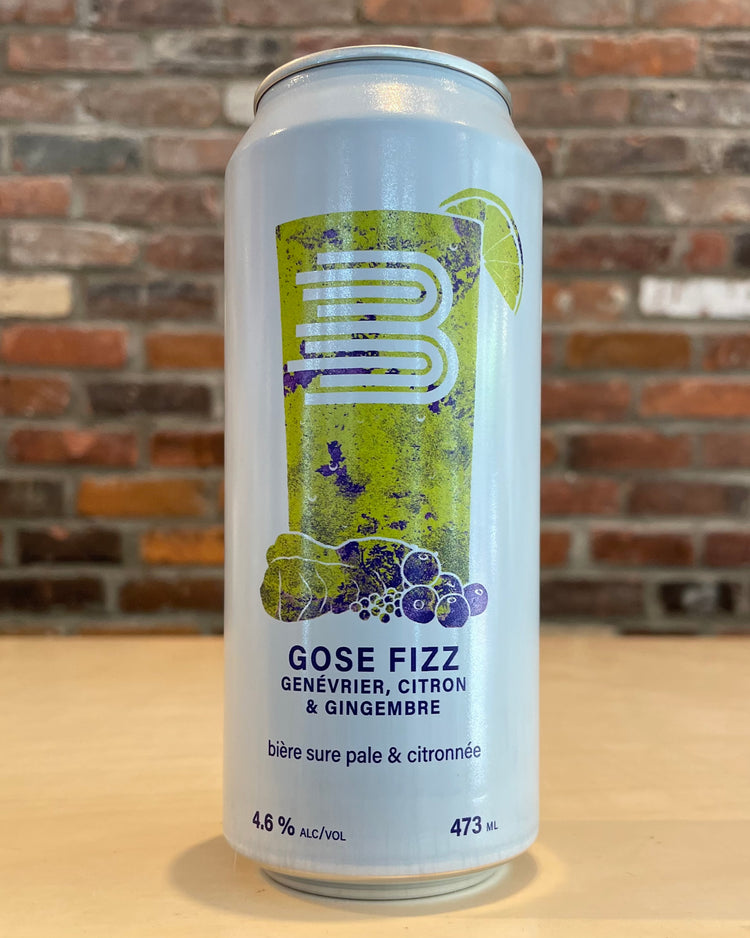 B
GOSE FIZZ
GENÉVRIER, CITRON
& GINGEMBRE
bière sure pale & citronnée
4.6 % ALC/VOL 473 ML